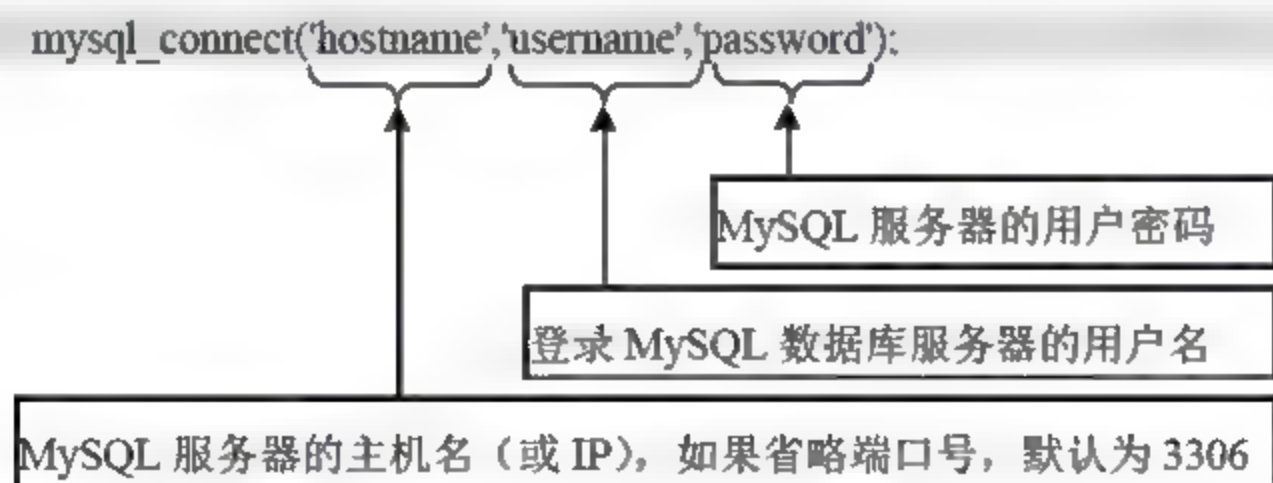 mysql_connect('hostname','username','password');
MySQL 服务器的用户密码
登录 MySQL 数据库服务器的用户名
MySQL 服务器的主机名（或 IP），如果省略端口号，默认为 3306